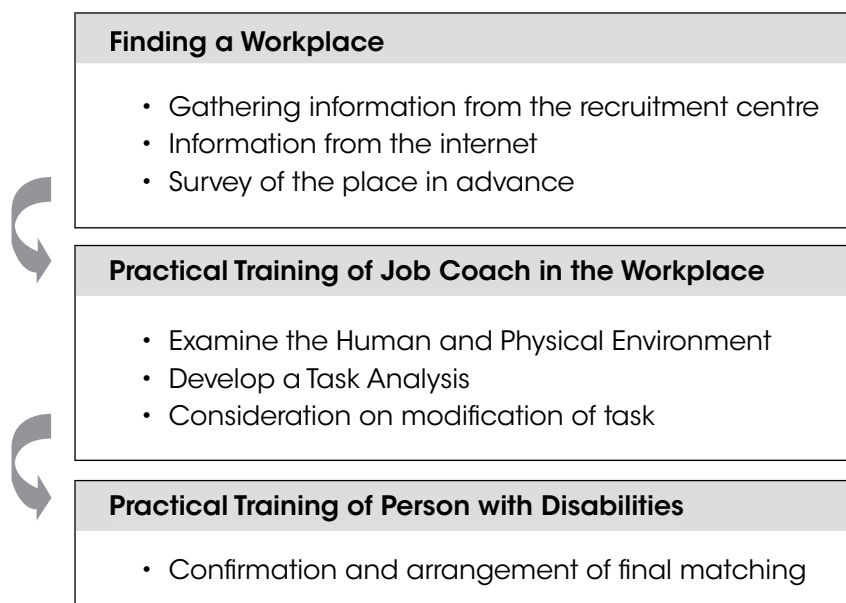 Finding a Workplace
• Gathering information from the recruitment centre
• Information from the internet
• Survey of the place in advance
Practical Training of Job Coach in the Workplace
• Examine the Human and Physical Environment
• Develop a Task Analysis
• Consideration on modification of task
Practical Training of Person with Disabilities
• Confirmation and arrangement of final matching